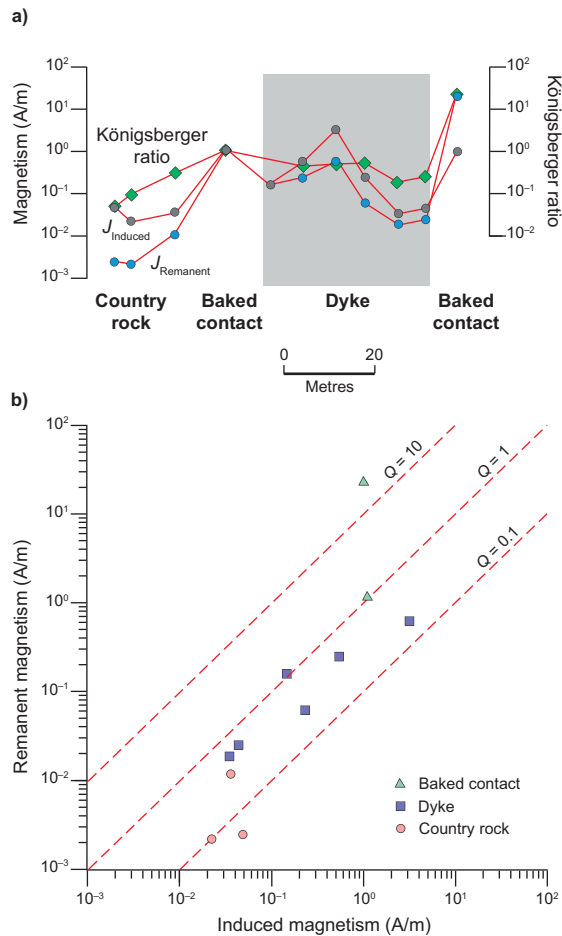 a)
Magnetism (A/m)
10²
10¹
10⁰
10⁻¹
10⁻²
10⁻³
Königsberger
ratio
J Induced
J Remanent
10²
10¹
10⁰
10⁻¹
10⁻²
Königsberger ratio
Country
rock
Baked
contact
Dyke
Baked
contact
0 20
Metres
b)
Remanent magnetism (A/m)
10²
10¹
10⁰
10⁻¹
10⁻²
10⁻³
Q = 10
Q = 1
Q = 0.1
Baked contact
Dyke
Country rock
10⁻³ 10⁻² 10⁻¹ 10⁰ 10¹ 10²
Induced magnetism (A/m)